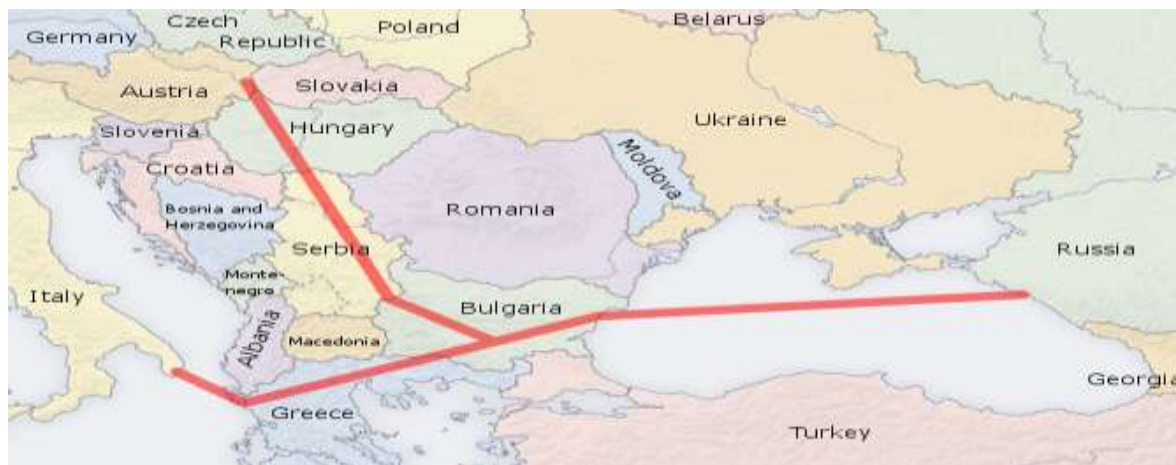 Czech
Republic
Germany
Poland
Belarus
Austria
Slovakia
Ukraine
Slovenia
Hungary
Moldova
Croatia
Bosnia and
Herzegovina
Romania
Serbia
Russia
Monte-
negro
Italy
Bulgaria
Albania
Macedonia
Georgia
Greece
Turkey